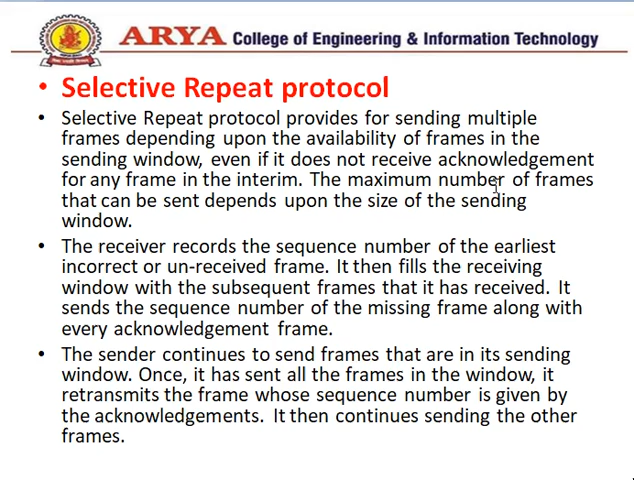 ARYA College of Engineering & Information Technology
• Selective Repeat protocol
• Selective Repeat protocol provides for sending multiple
frames depending upon the availability of frames in the
sending window, even if it does not receive acknowledgement
for any frame in the interim. The maximum number of frames
that can be sent depends upon the size of the sending
window.
• The receiver records the sequence number of the earliest
incorrect or un-received frame. It then fills the receiving
window with the subsequent frames that it has received. It
sends the sequence number of the missing frame along with
every acknowledgement frame.
• The sender continues to send frames that are in its sending
window. Once, it has sent all the frames in the window, it
retransmits the frame whose sequence number is given by
the acknowledgements. It then continues sending the other
frames.